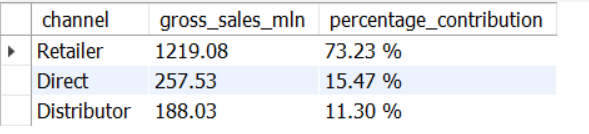 channel gross_sales_mln percentage_contribution
Retailer 1219.08 73.23 %
Direct 257.53 15.47 %
Distributor 188.03 11.30 %